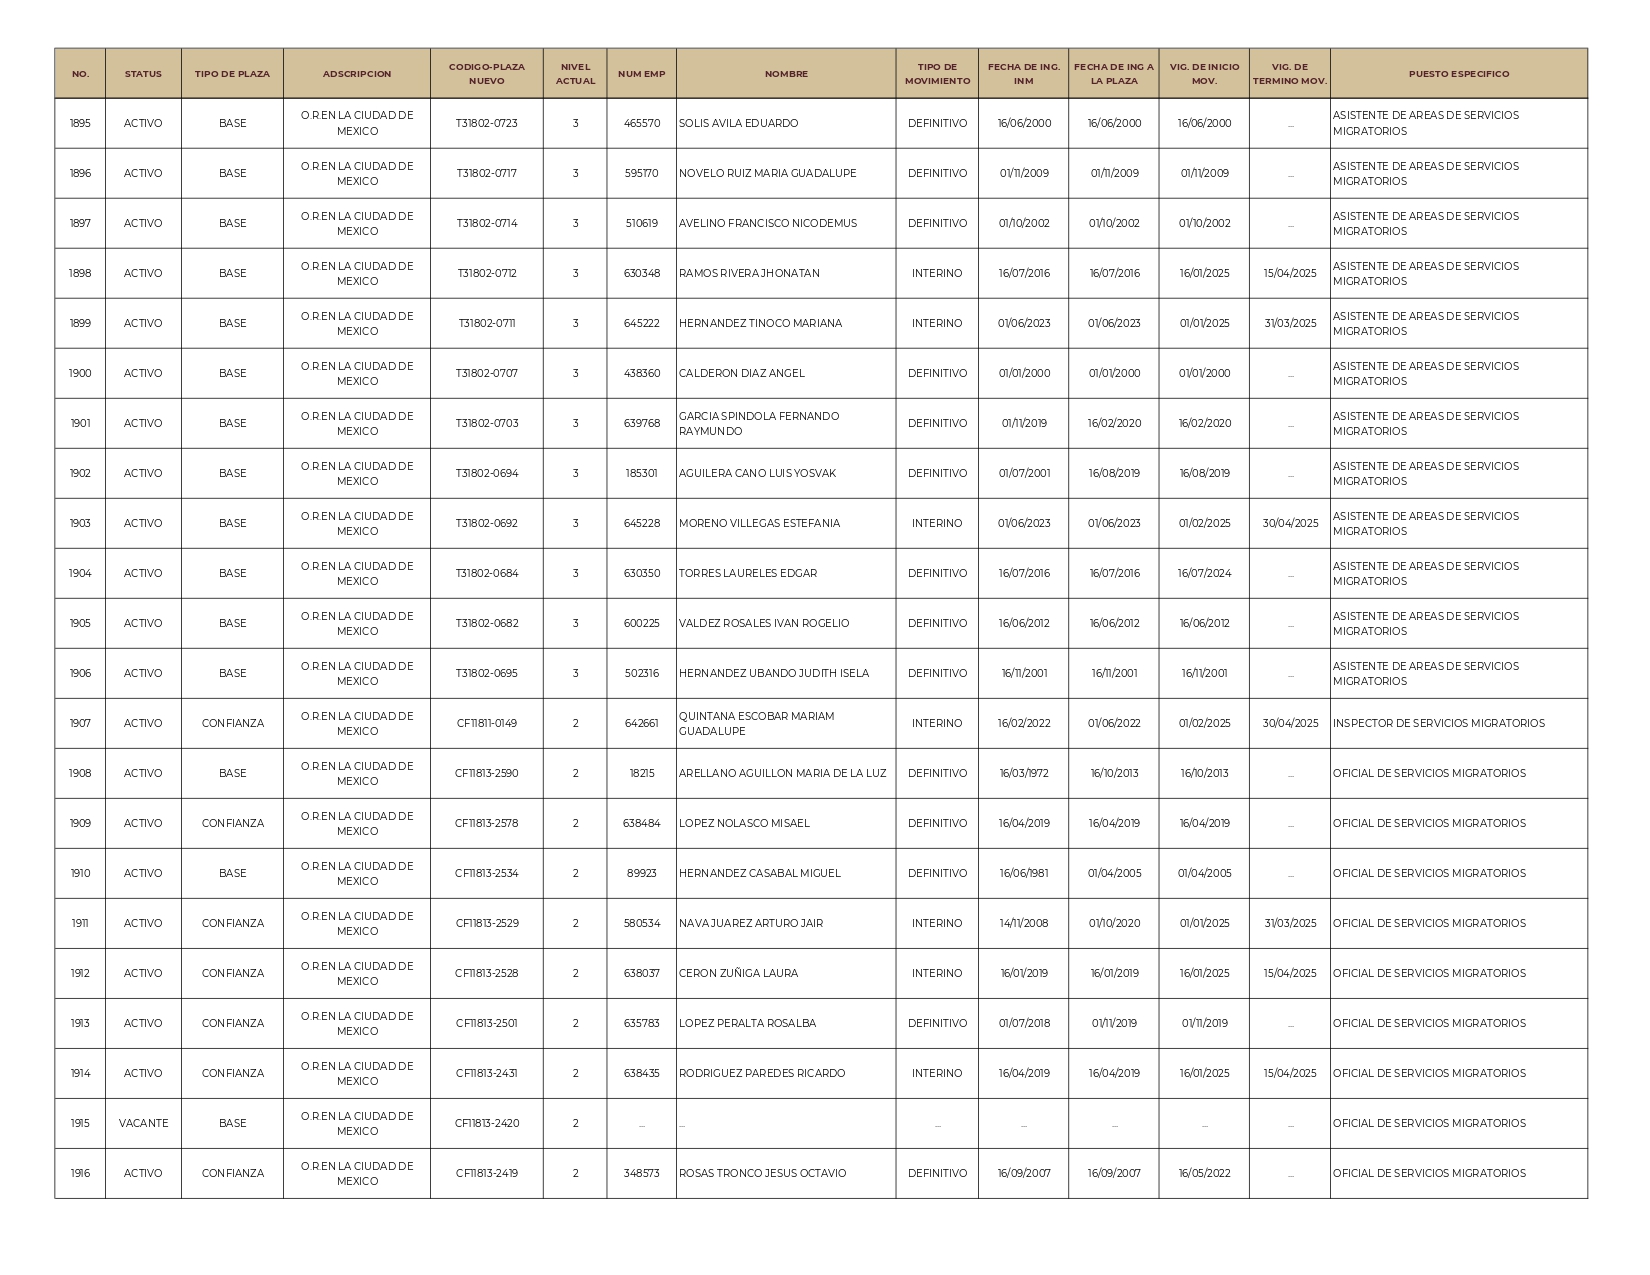 NO. STATUS TIPO DE PLAZA ADSCRIPCION CODIGO-PLAZA NUEVO NIVEL ACTUAL NUM EMP NOMBRE TIPO DE MOVIMIENTO FECHA DE ING. INM FECHA DE ING A LA PLAZA VIG. DE INICIO MOV. VIG. DE TERMINO MOV. PUESTO ESPECIFICO
1895 ACTIVO BASE O.R.EN LA CIUDAD DE MEXICO T31802-0723 3 465570 SOLIS AVILA EDUARDO DEFINITIVO 16/06/2000 16/06/2000 16/06/2000 ... ASISTENTE DE AREAS DE SERVICIOS MIGRATORIOS
1896 ACTIVO BASE O.R.EN LA CIUDAD DE MEXICO T31802-0717 3 595170 NOVELO RUIZ MARIA GUADALUPE DEFINITIVO 01/11/2009 01/11/2009 01/11/2009 ... ASISTENTE DE AREAS DE SERVICIOS MIGRATORIOS
1897 ACTIVO BASE O.R.EN LA CIUDAD DE MEXICO T31802-0714 3 510619 AVELINO FRANCISCO NICODEMUS DEFINITIVO 01/10/2002 01/10/2002 01/10/2002 ... ASISTENTE DE AREAS DE SERVICIOS MIGRATORIOS
1898 ACTIVO BASE O.R.EN LA CIUDAD DE MEXICO T31802-0712 3 630348 RAMOS RIVERA JHONATAN INTERINO 16/07/2016 16/07/2016 16/01/2025 15/04/2025 ASISTENTE DE AREAS DE SERVICIOS MIGRATORIOS
1899 ACTIVO BASE O.R.EN LA CIUDAD DE MEXICO T31802-0711 3 645222 HERNANDEZ TINOCO MARIANA INTERINO 01/06/2023 01/06/2023 01/01/2025 31/03/2025 ASISTENTE DE AREAS DE SERVICIOS MIGRATORIOS
1900 ACTIVO BASE O.R.EN LA CIUDAD DE MEXICO T31802-0707 3 438360 CALDERON DIAZ ANGEL DEFINITIVO 01/01/2000 01/01/2000 01/01/2000 ... ASISTENTE DE AREAS DE SERVICIOS MIGRATORIOS
1901 ACTIVO BASE O.R.EN LA CIUDAD DE MEXICO T31802-0703 3 639768 GARCIA SPINDOLA FERNANDO RAYMUNDO DEFINITIVO 01/11/2019 16/02/2020 16/02/2020 ... ASISTENTE DE AREAS DE SERVICIOS MIGRATORIOS
1902 ACTIVO BASE O.R.EN LA CIUDAD DE MEXICO T31802-0694 3 185301 AGUILERA CANO LUIS YOSVAK DEFINITIVO 01/07/2001 16/08/2019 16/08/2019 ... ASISTENTE DE AREAS DE SERVICIOS MIGRATORIOS
1903 ACTIVO BASE O.R.EN LA CIUDAD DE MEXICO T31802-0692 3 645228 MORENO VILLEGAS ESTEFANIA INTERINO 01/06/2023 01/06/2023 01/02/2025 30/04/2025 ASISTENTE DE AREAS DE SERVICIOS MIGRATORIOS
1904 ACTIVO BASE O.R.EN LA CIUDAD DE MEXICO T31802-0684 3 630350 TORRES LAURELES EDGAR DEFINITIVO 16/07/2016 16/07/2016 16/07/2024 ... ASISTENTE DE AREAS DE SERVICIOS MIGRATORIOS
1905 ACTIVO BASE O.R.EN LA CIUDAD DE MEXICO T31802-0682 3 600225 VALDEZ ROSALES IVAN ROGELIO DEFINITIVO 16/06/2012 16/06/2012 16/06/2012 ... ASISTENTE DE AREAS DE SERVICIOS MIGRATORIOS
1906 ACTIVO BASE O.R.EN LA CIUDAD DE MEXICO T31802-0695 3 502316 HERNANDEZ UBANDO JUDITH ISELA DEFINITIVO 16/11/2001 16/11/2001 16/11/2001 ... ASISTENTE DE AREAS DE SERVICIOS MIGRATORIOS
1907 ACTIVO CONFIANZA O.R.EN LA CIUDAD DE MEXICO CF11811-0149 2 642661 QUINTANA ESCOBAR MARIAM GUADALUPE INTERINO 16/02/2022 01/06/2022 01/02/2025 30/04/2025 INSPECTOR DE SERVICIOS MIGRATORIOS
1908 ACTIVO BASE O.R.EN LA CIUDAD DE MEXICO CF11813-2590 2 18215 ARELLANO AGUILLON MARIA DE LA LUZ DEFINITIVO 16/03/1972 16/10/2013 16/10/2013 ... OFICIAL DE SERVICIOS MIGRATORIOS
1909 ACTIVO CONFIANZA O.R.EN LA CIUDAD DE MEXICO CF11813-2578 2 638484 LOPEZ NOLASCO MISAEL DEFINITIVO 16/04/2019 16/04/2019 16/04/2019 ... OFICIAL DE SERVICIOS MIGRATORIOS
1910 ACTIVO BASE O.R.EN LA CIUDAD DE MEXICO CF11813-2534 2 89923 HERNANDEZ CASABAL MIGUEL DEFINITIVO 16/06/1981 01/04/2005 01/04/2005 ... OFICIAL DE SERVICIOS MIGRATORIOS
1911 ACTIVO CONFIANZA O.R.EN LA CIUDAD DE MEXICO CF11813-2529 2 580534 NAVA JUAREZ ARTURO JAIR INTERINO 14/11/2008 01/10/2020 01/01/2025 31/03/2025 OFICIAL DE SERVICIOS MIGRATORIOS
1912 ACTIVO CONFIANZA O.R.EN LA CIUDAD DE MEXICO CF11813-2528 2 638037 CERON ZUÑIGA LAURA INTERINO 16/01/2019 16/01/2019 16/01/2025 15/04/2025 OFICIAL DE SERVICIOS MIGRATORIOS
1913 ACTIVO CONFIANZA O.R.EN LA CIUDAD DE MEXICO CF11813-2501 2 635783 LOPEZ PERALTA ROSALBA DEFINITIVO 01/07/2018 01/11/2019 01/11/2019 ... OFICIAL DE SERVICIOS MIGRATORIOS
1914 ACTIVO CONFIANZA O.R.EN LA CIUDAD DE MEXICO CF11813-2431 2 638435 RODRIGUEZ PAREDES RICARDO INTERINO 16/04/2019 16/04/2019 16/01/2025 15/04/2025 OFICIAL DE SERVICIOS MIGRATORIOS
1915 VACANTE BASE O.R.EN LA CIUDAD DE MEXICO CF11813-2420 2 ... ... ... ... ... ... ... OFICIAL DE SERVICIOS MIGRATORIOS
1916 ACTIVO CONFIANZA O.R.EN LA CIUDAD DE MEXICO CF11813-2419 2 348573 ROSAS TRONCO JESUS OCTAVIO DEFINITIVO 16/09/2007 16/09/2007 16/05/2022 ... OFICIAL DE SERVICIOS MIGRATORIOS